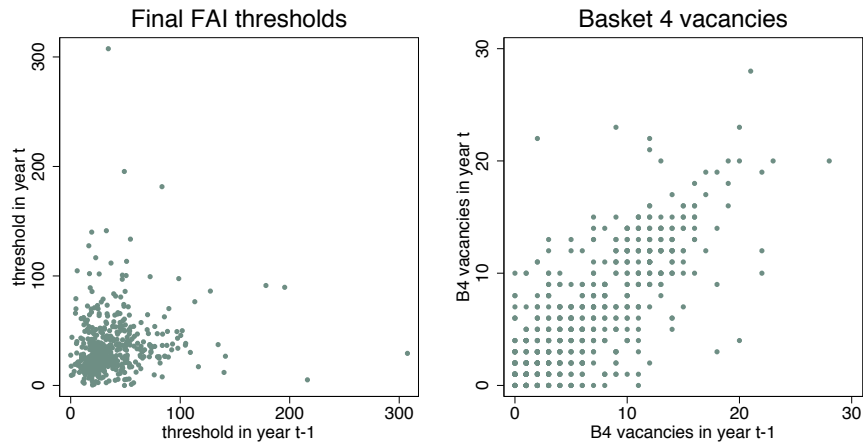 Final FAI thresholds
threshold in year t
300
200
100
0
0
100
200
300
threshold in year t-1
Basket 4 vacancies
B4 vacancies in year t
30
20
10
0
0
10
20
30
B4 vacancies in year t-1